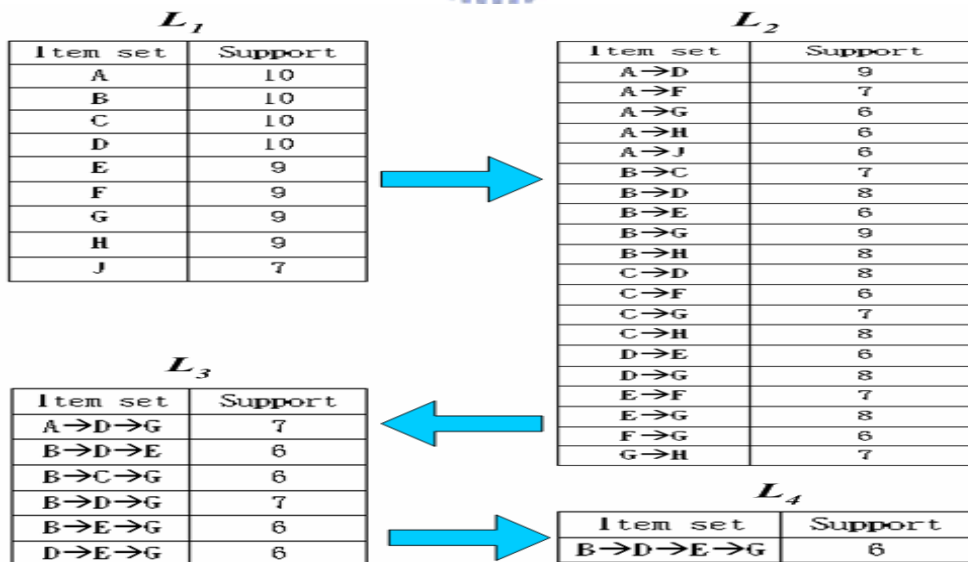 L1
Item set Support
A 10
B 10
C 10
D 10
E 9
F 9
G 9
H 9
J 7
L2
Item set Support
A→D 9
A→F 7
A→G 6
A→H 6
A→J 6
B→C 7
B→D 8
B→E 6
B→G 9
B→H 8
C→D 8
C→F 6
C→G 7
C→H 8
D→E 6
D→G 8
E→F 7
E→G 8
F→G 6
G→H 7
L3
Item set Support
A→D→G 7
B→D→E 6
B→C→G 6
B→D→G 7
B→E→G 6
D→E→G 6
L4
Item set Support
B→D→E→G 6